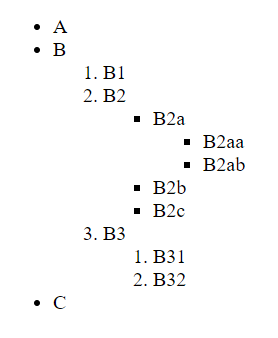 • A
• B
1. B1
2. B2
▪ B2a
▪ B2aa
▪ B2ab
▪ B2b
▪ B2c
3. B3
1. B31
2. B32
• C